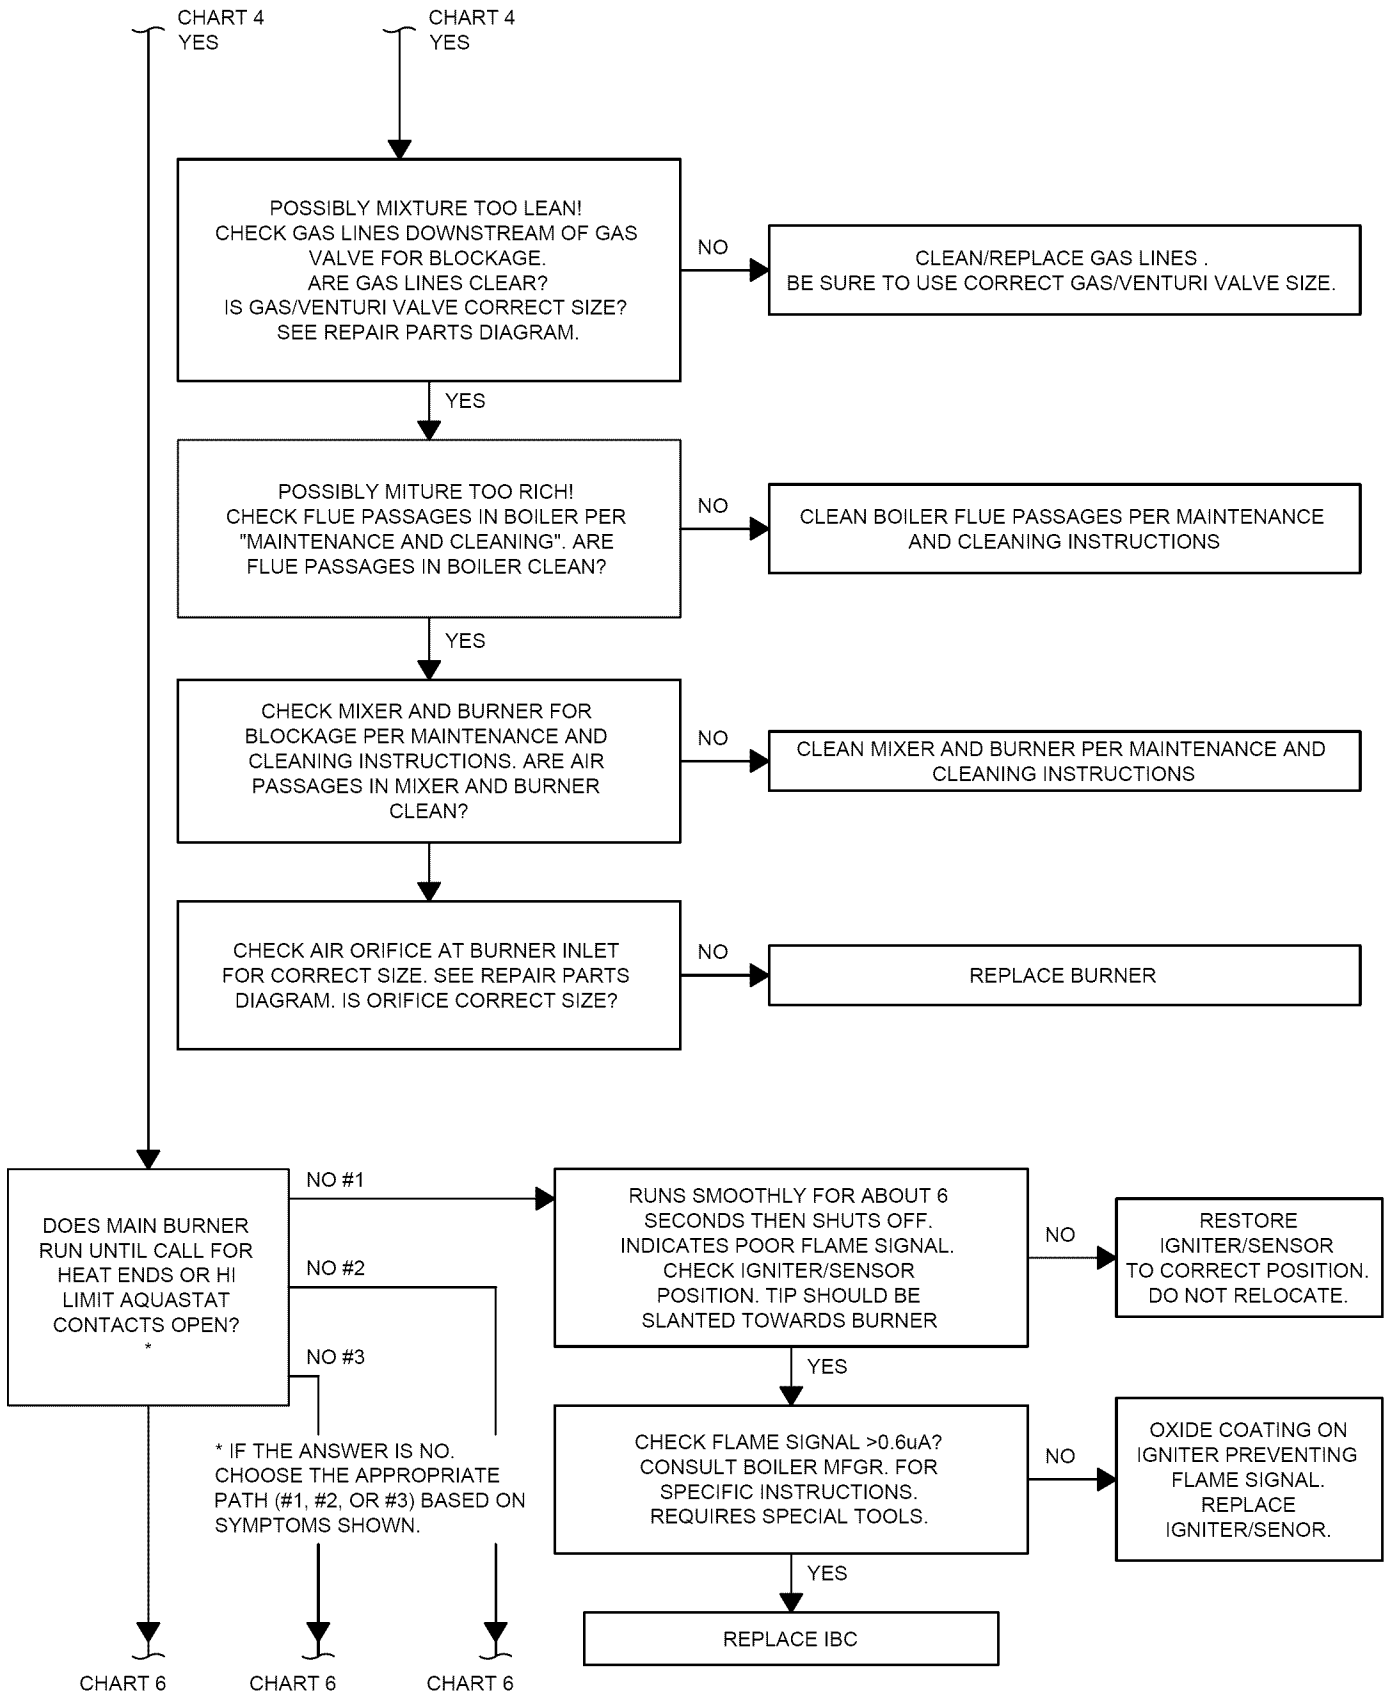 CHART 4
YES
CHART 4
YES
POSSIBLY MIXTURE TOO LEAN!
CHECK GAS LINES DOWNSTREAM OF GAS
VALVE FOR BLOCKAGE.
ARE GAS LINES CLEAR?
IS GAS/VENTURI VALVE CORRECT SIZE?
SEE REPAIR PARTS DIAGRAM.
NO
CLEAN/REPLACE GAS LINES .
BE SURE TO USE CORRECT GAS/VENTURI VALVE SIZE.
YES
POSSIBLY MITURE TOO RICH!
CHECK FLUE PASSAGES IN BOILER PER
"MAINTENANCE AND CLEANING". ARE
FLUE PASSAGES IN BOILER CLEAN?
NO
CLEAN BOILER FLUE PASSAGES PER MAINTENANCE
AND CLEANING INSTRUCTIONS
YES
CHECK MIXER AND BURNER FOR
BLOCKAGE PER MAINTENANCE AND
CLEANING INSTRUCTIONS. ARE AIR
PASSAGES IN MIXER AND BURNER
CLEAN?
NO
CLEAN MIXER AND BURNER PER MAINTENANCE AND
CLEANING INSTRUCTIONS
CHECK AIR ORIFICE AT BURNER INLET
FOR CORRECT SIZE. SEE REPAIR PARTS
DIAGRAM. IS ORIFICE CORRECT SIZE?
NO
REPLACE BURNER
DOES MAIN BURNER
RUN UNTIL CALL FOR
HEAT ENDS OR HI
LIMIT AQUASTAT
CONTACTS OPEN?
*
NO #1
NO #2
NO #3
RUNS SMOOTHLY FOR ABOUT 6
SECONDS THEN SHUTS OFF.
INDICATES POOR FLAME SIGNAL.
CHECK IGNITER/SENSOR
POSITION. TIP SHOULD BE
SLANTED TOWARDS BURNER
NO
RESTORE
IGNITER/SENSOR
TO CORRECT POSITION.
DO NOT RELOCATE.
YES
* IF THE ANSWER IS NO.
CHOOSE THE APPROPRIATE
PATH (#1, #2, OR #3) BASED ON
SYMPTOMS SHOWN.
CHECK FLAME SIGNAL >0.6uA?
CONSULT BOILER MFGR. FOR
SPECIFIC INSTRUCTIONS.
REQUIRES SPECIAL TOOLS.
NO
OXIDE COATING ON
IGNITER PREVENTING
FLAME SIGNAL.
REPLACE
IGNITER/SENOR.
YES
REPLACE IBC
CHART 6
CHART 6
CHART 6